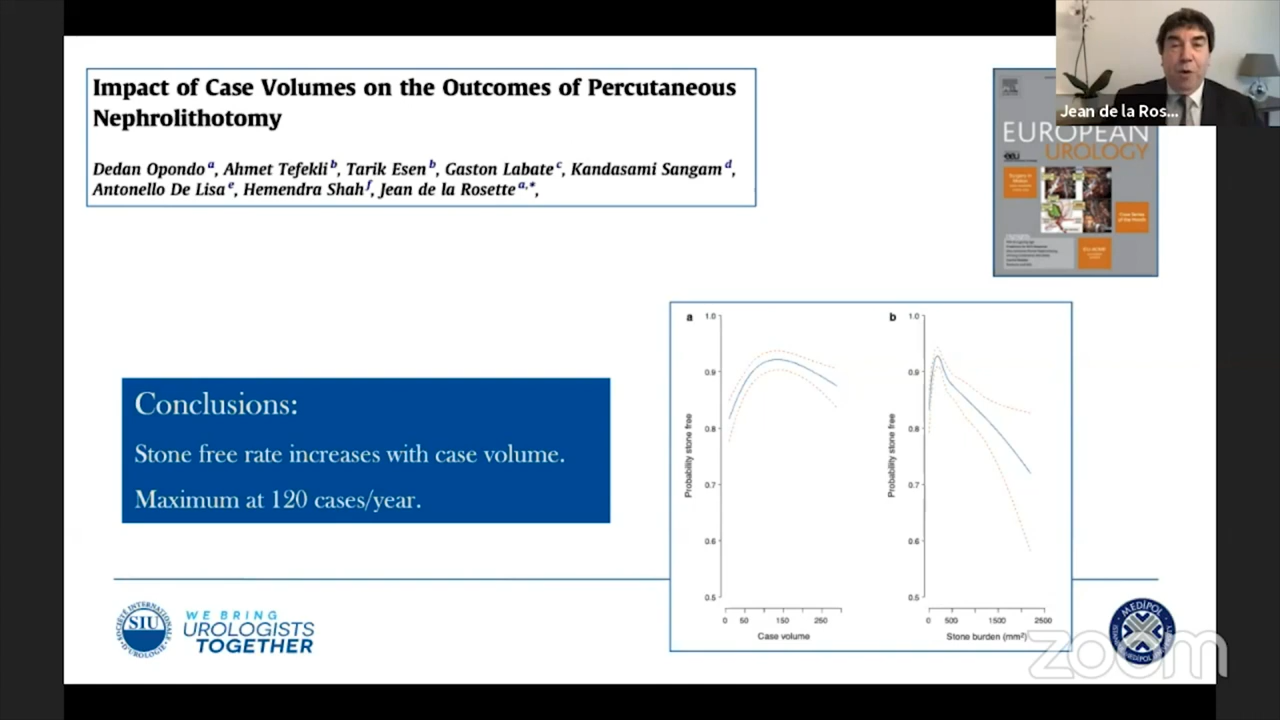 Impact of Case Volumes on the Outcomes of Percutaneous
Nephrolithotomy
Dedan Opondo a, Ahmet Tefekli b, Tarik Esen b, Gaston Labate c, Kandasami Sangam d,
Antonello De Lisa e, Hemendra Shah f, Jean de la Rosette a,*,
Jean de la Ros...
EUROPEAN
UROLOGY
Conclusions:
Stone free rate increases with case volume.
Maximum at 120 cases/year.
a
1.0
0.9
0.8
0.7
0.6
0.5
Probability stone free
0 50 150 250
Case volume
b
1.0
0.9
0.8
0.7
0.6
0.5
Probability stone free
0 500 1500 2500
Stone burden (mm²)
SOCIÉTÉ INTERNATIONALE D'UROLOGIE
SIU
WE BRING
UROLOGISTS
TOGETHER
MEDİPOL
zoom